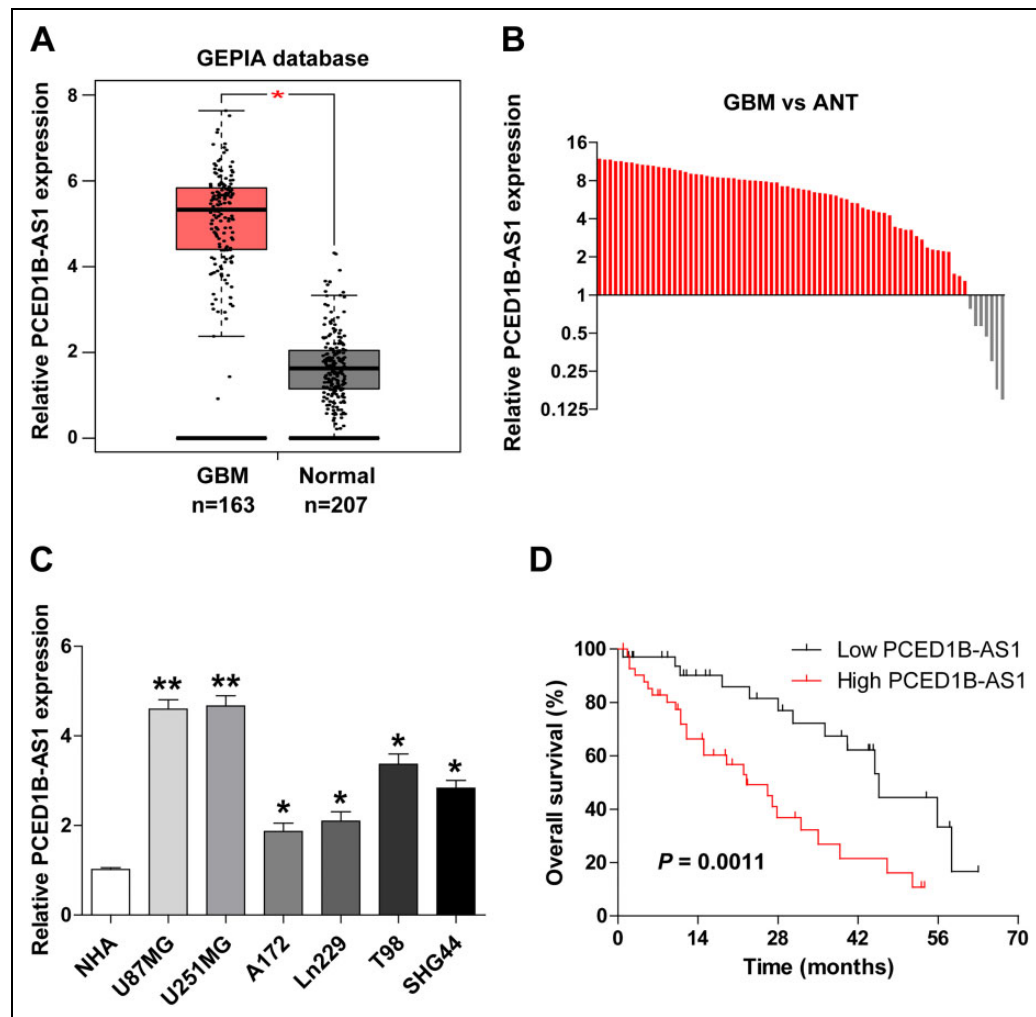 A
GEPIA database
Relative PCED1B-AS1 expression
8
*
6
4
2
0
GBM
n=163
Normal
n=207
B
GBM vs ANT
Relative PCED1B-AS1 expression
16
8
4
2
1
0.5
0.25
0.125
C
Relative PCED1B-AS1 expression
6
4
2
0
**
**
*
*
*
*
NHA
U87MG
U251MG
A172
Ln229
T98
SHG44
D
Overall survival (%)
100
80
60
40
20
0
Low PCED1B-AS1
High PCED1B-AS1
P = 0.0011
0
14
28
42
56
70
Time (months)